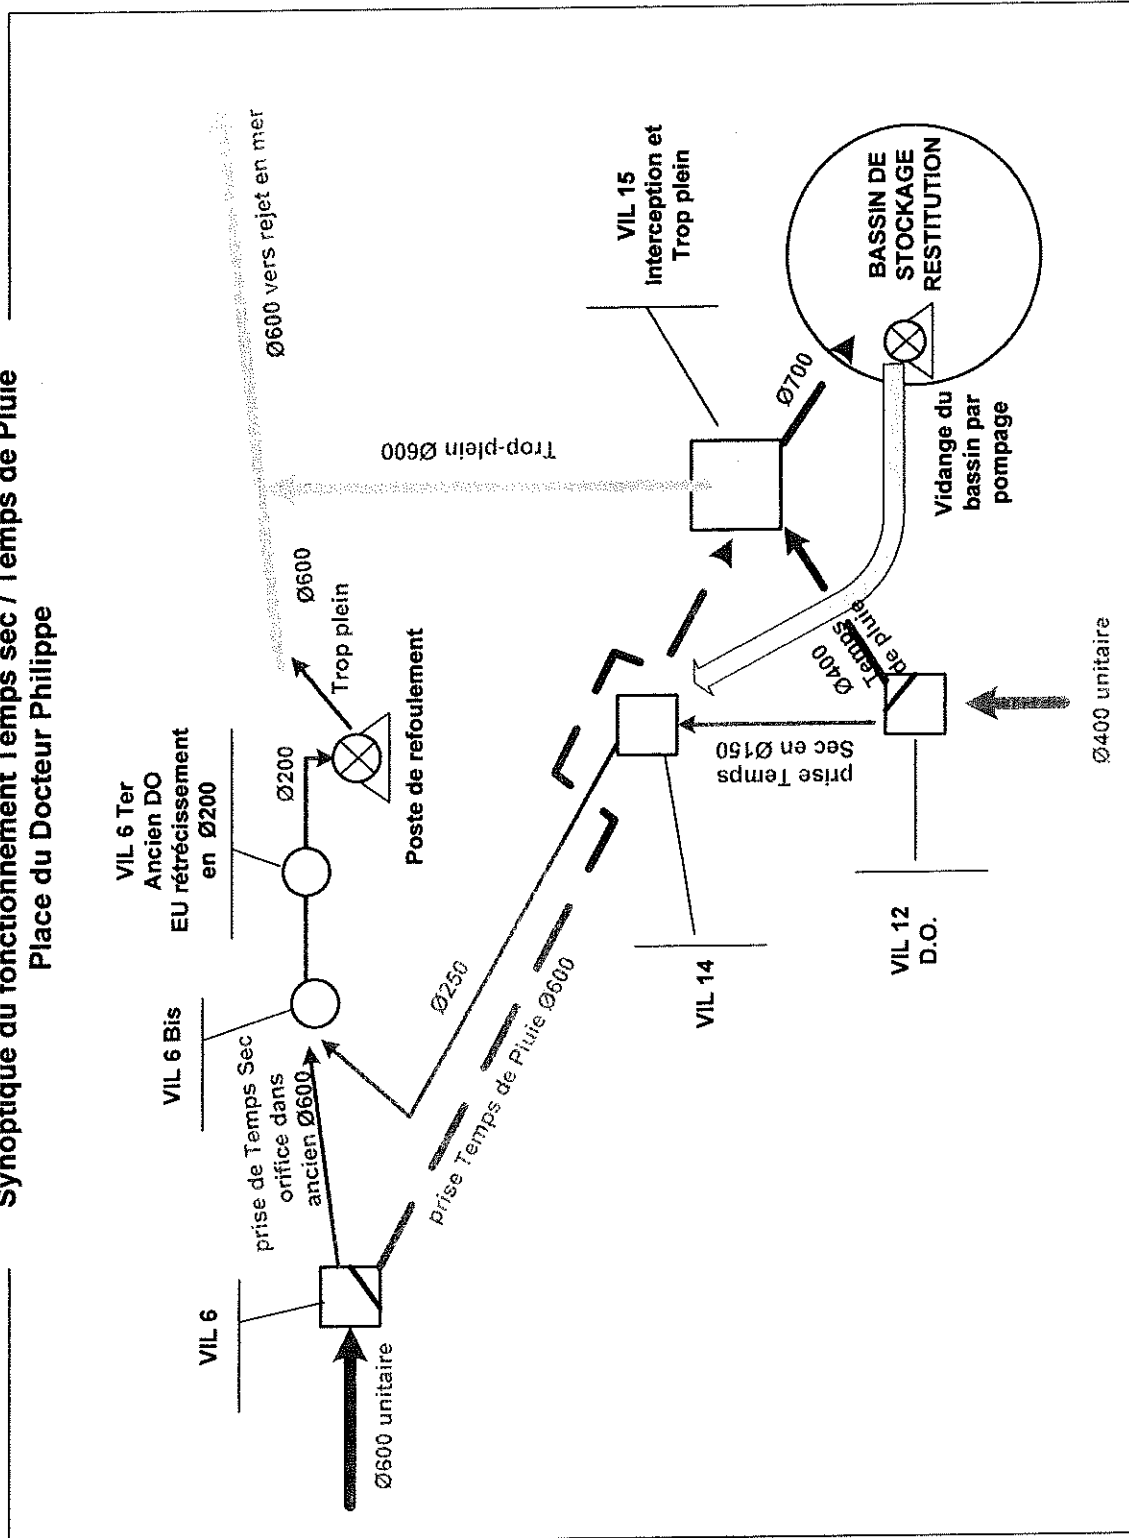 Synoptique du fonctionnement Temps sec / Temps de Pluie
Place du Docteur Philippe
VIL 6
VIL 6 Bis
VIL 6 Ter
Ancien DO
EU rétrécissement
en Ø200
Ø600 unitaire
prise de Temps Sec
orifice dans
ancien Ø600
Ø200
Poste de refoulement
Ø600
Trop plein
Ø600 vers rejet en mer
Trop-plein Ø600
Ø250
prise Temps de Pluie Ø600
VIL 14
prise Temps
Sec en Ø150
VIL 12
D.O.
Ø400 unitaire
Ø400
Temps
de pluie
VIL 15
Interception et
Trop plein
Ø700
BASSIN DE
STOCKAGE
RESTITUTION
Vidange du
bassin par
pompage